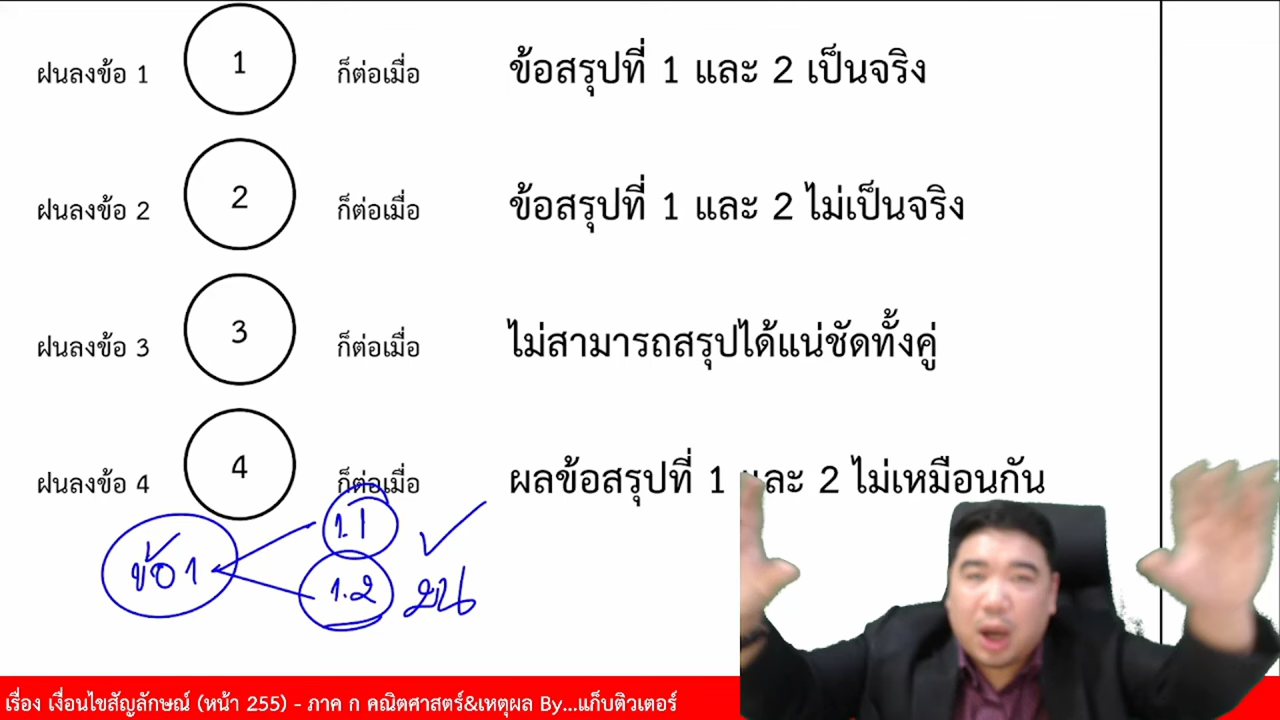 ฝนลงข้อ 1 1 ก็ต่อเมื่อ ข้อสรุปที่ 1 และ 2 เป็นจริง
ฝนลงข้อ 2 2 ก็ต่อเมื่อ ข้อสรุปที่ 1 และ 2 ไม่เป็นจริง
ฝนลงข้อ 3 3 ก็ต่อเมื่อ ไม่สามารถสรุปได้แน่ชัดทั้งคู่
ฝนลงข้อ 4 4 ก็ต่อเมื่อ ผลข้อสรุปที่ 1 และ 2 ไม่เหมือนกัน
1.1
ข้อ 1
1.2
เรื่อง เงื่อนไขสัญลักษณ์ (หน้า 255) - ภาค ก คณิตศาสตร์&เหตุผล By...แก็บติวเตอร์